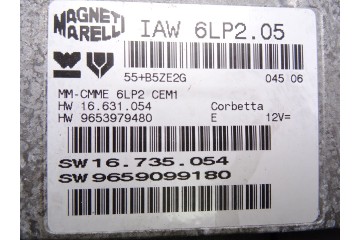 MAGNETI MARELLI
IAW 6LP2.05
55+B5ZE2G 045 06
MM-CMME 6LP2 CEM1
HW 16.631.054 Corbetta
HW 9653979480 E 12V=
SW16.735.054
SW9659099180